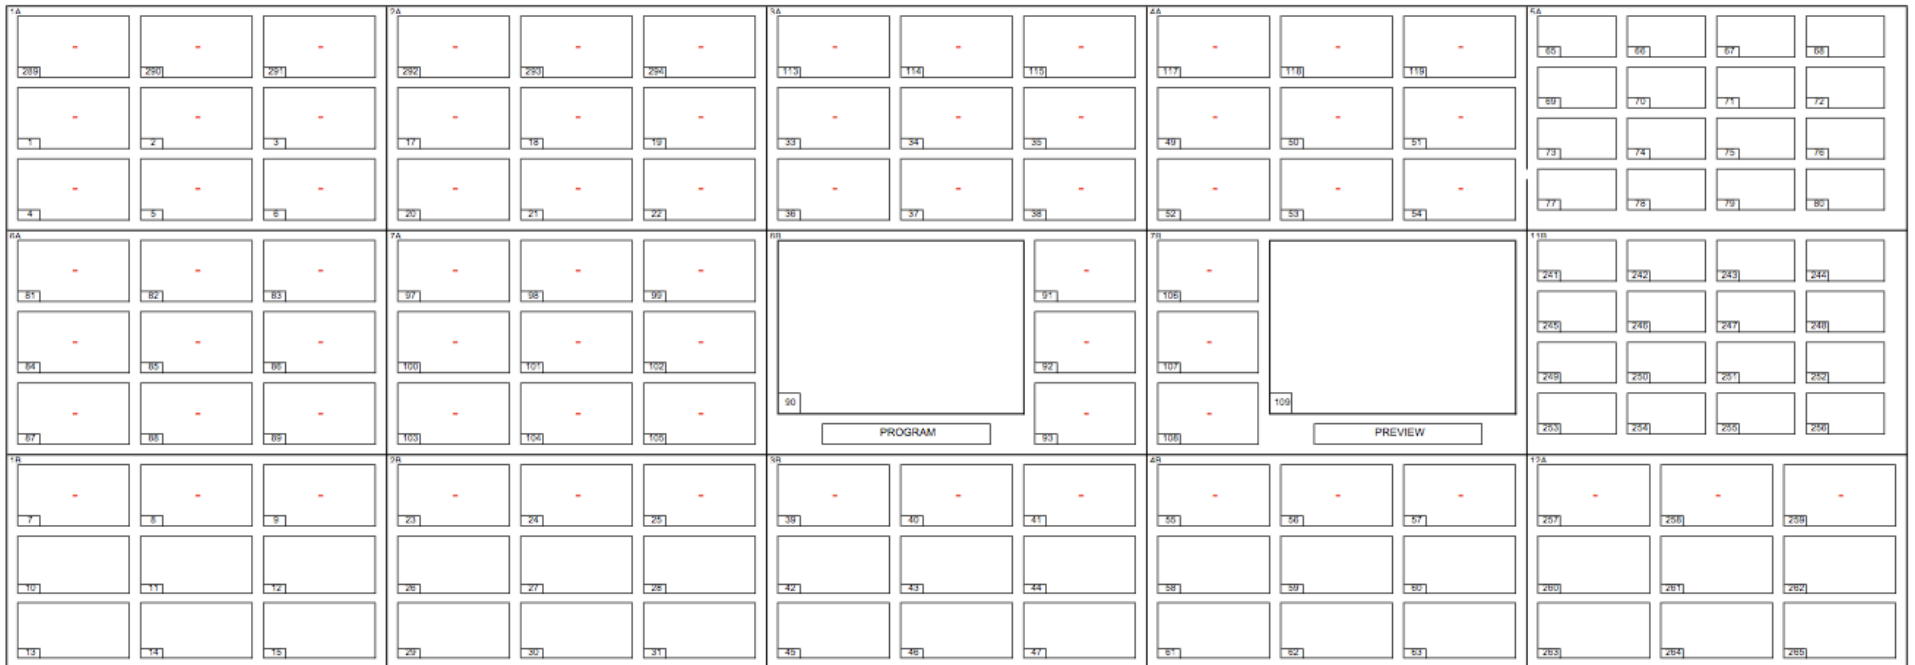 1A 2A 3A 4A 5A
- - - - - - - - - - - -
289 290 291 292 293 294 113 114 115 117 118 119 65 66 67 68
- - - - - - - - - - - -
69 70 71 72
1 2 3 17 18 19 33 34 35 49 50 51
73 74 75 76
- - - - - - - - - - - -
4 5 6 20 21 22 36 37 38 52 53 54 77 78 79 80
6A 7A 6B 7B 11B
- - - - - - - -
81 82 83 97 98 99 91 106 241 242 243 244
- - - - - - - -
245 246 247 248
84 85 86 100 101 102 92 107
249 250 251 252
- - - - - - - -
90 109
87 88 89 103 104 105 93 108 253 254 255 256
PROGRAM PREVIEW
1B 2B 3B 4B 12A
- - - - - - - - - - - - - - -
7 8 9 23 24 25 39 40 41 55 56 57 257 258 259
10 11 12 26 27 28 42 43 44 58 59 60 260 261 262
13 14 15 29 30 31 45 46 47 61 62 63 263 264 265